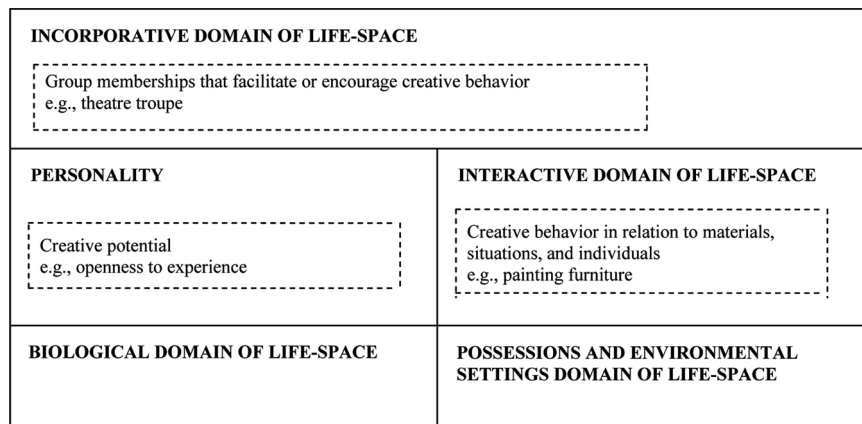 INCORPORATIVE DOMAIN OF LIFE-SPACE
Group memberships that facilitate or encourage creative behavior
e.g., theatre troupe
PERSONALITY
Creative potential
e.g., openness to experience
INTERACTIVE DOMAIN OF LIFE-SPACE
Creative behavior in relation to materials,
situations, and individuals
e.g., painting furniture
BIOLOGICAL DOMAIN OF LIFE-SPACE
POSSESSIONS AND ENVIRONMENTAL
SETTINGS DOMAIN OF LIFE-SPACE